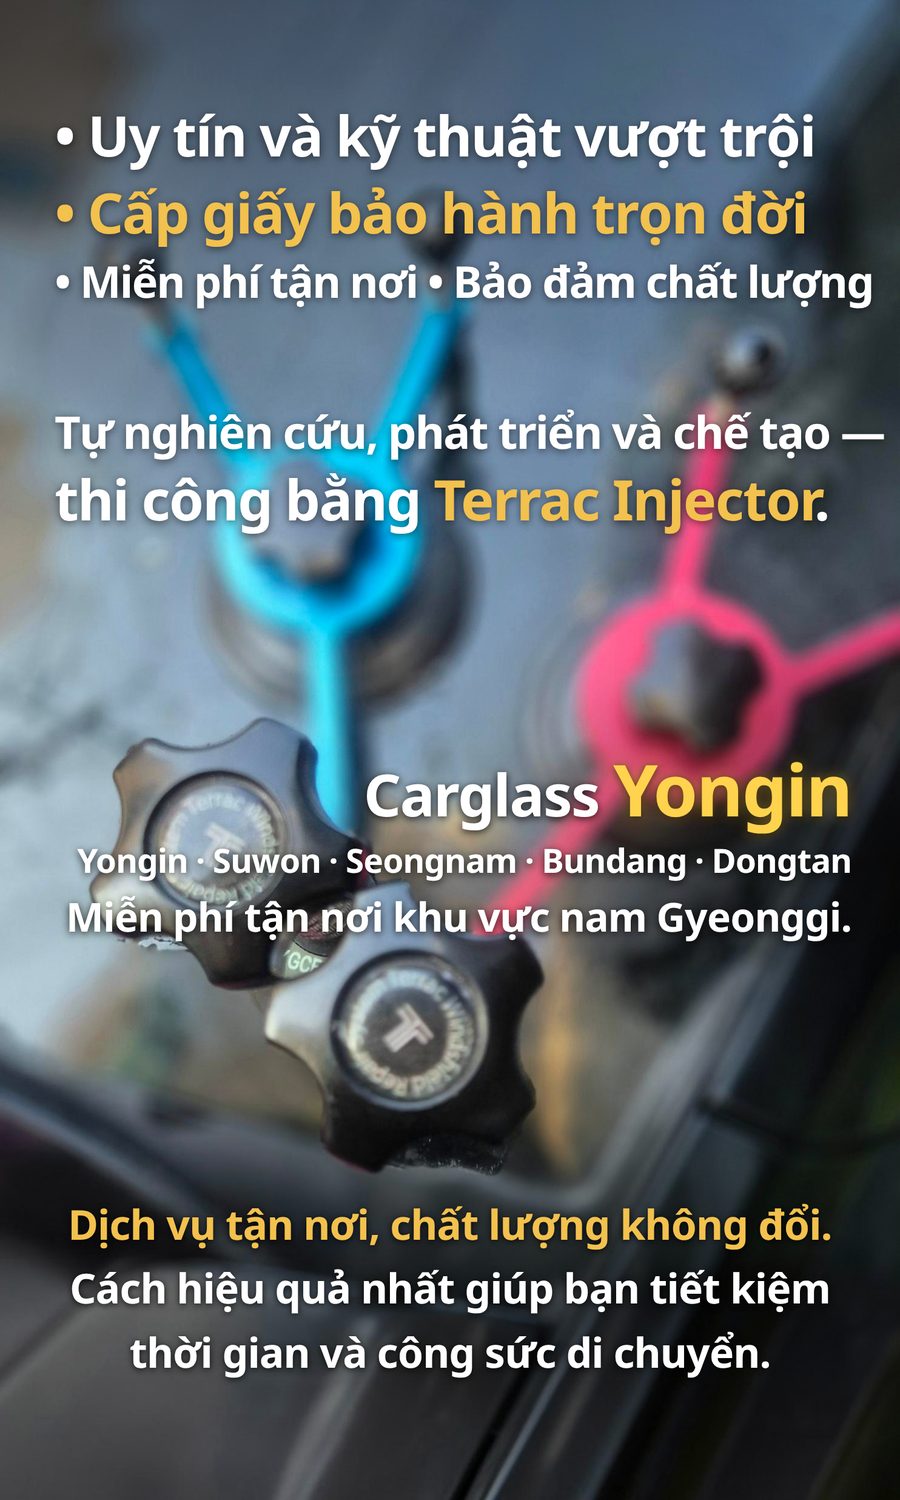 • Uy tín và kỹ thuật vượt trội
• Cấp giấy bảo hành trọn đời
• Miễn phí tận nơi • Bảo đảm chất lượng
Tự nghiên cứu, phát triển và chế tạo —
thi công bằng Terrac Injector.
Carglass Yongin
Yongin · Suwon · Seongnam · Bundang · Dongtan
Miễn phí tận nơi khu vực nam Gyeonggi.
Terrac Windshield Repair
Dịch vụ tận nơi, chất lượng không đổi.
Cách hiệu quả nhất giúp bạn tiết kiệm
thời gian và công sức di chuyển.